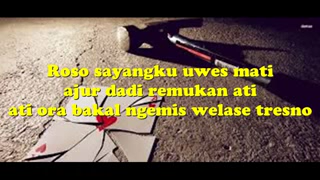 Roso sayangku uwes mati
ajur dadi remukan ati
ati ora bakal ngemis welase tresno